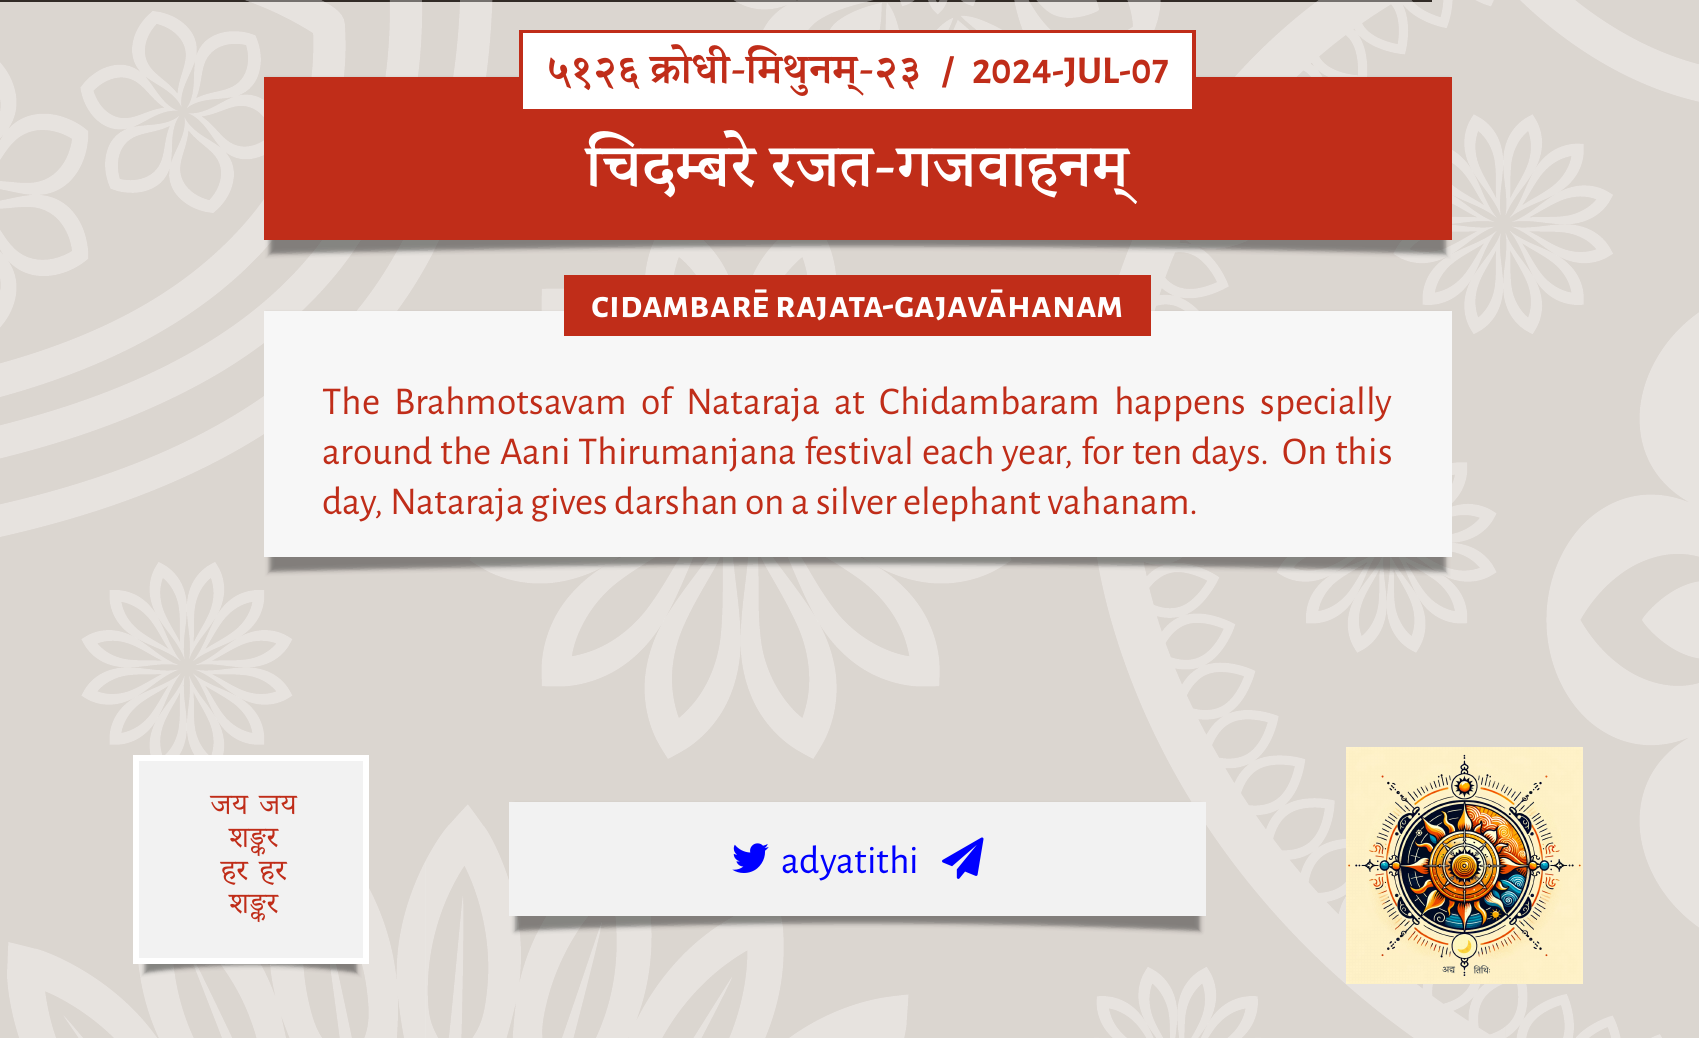 ५१२६ क्रोधी-मिथुनम्-२३ / 2024-JUL-07
चिदम्बरे रजत-गजवाहनम्
CIDAMBARĒ RAJATA-GAJAVĀHANAM
The Brahmotsavam of Nataraja at Chidambaram happens specially
around the Aani Thirumanjana festival each year, for ten days. On this
day, Nataraja gives darshan on a silver elephant vahanam.
जय जय
शङ्कर
हर हर
शङ्कर
adyatithi
अद्य तिथिः